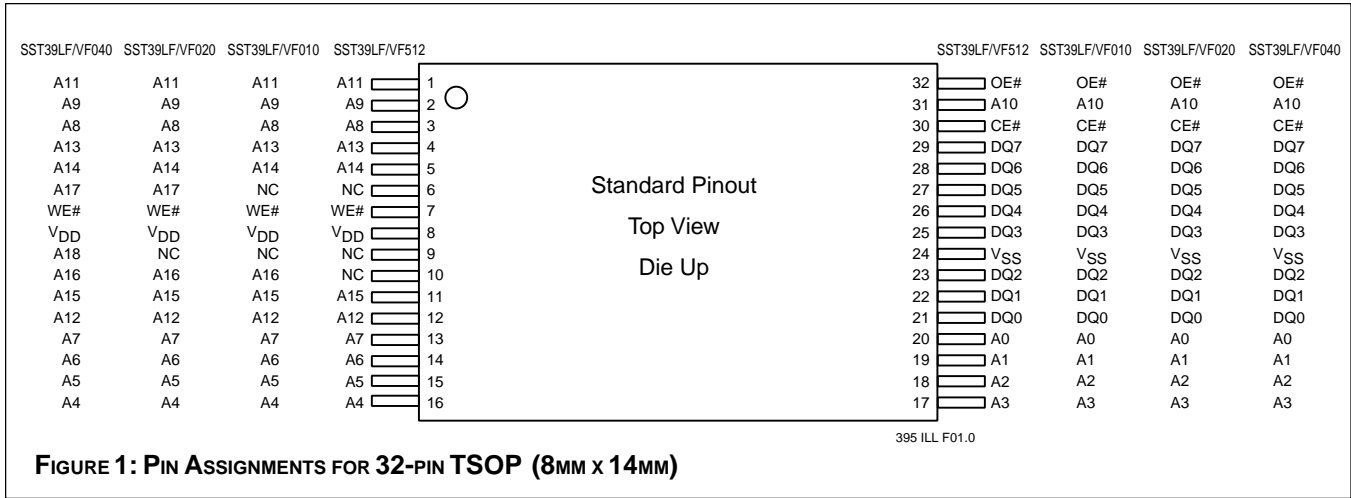 SST39LF/VF040 SST39LF/VF020 SST39LF/VF010 SST39LF/VF512 SST39LF/VF512 SST39LF/VF010 SST39LF/VF020 SST39LF/VF040
A11 A11 A11 A11 1 32 OE# OE# OE# OE#
A9 A9 A9 A9 2 31 A10 A10 A10 A10
A8 A8 A8 A8 3 30 CE# CE# CE# CE#
A13 A13 A13 A13 4 29 DQ7 DQ7 DQ7 DQ7
A14 A14 A14 A14 5 28 DQ6 DQ6 DQ6 DQ6
A17 A17 NC NC 6 Standard Pinout 27 DQ5 DQ5 DQ5 DQ5
WE# WE# WE# WE# 7 Top View 26 DQ4 DQ4 DQ4 DQ4
VDD VDD VDD VDD 8 25 DQ3 DQ3 DQ3 DQ3
A18 NC NC NC 9 Die Up 24 VSS VSS VSS VSS
A16 A16 A16 NC 10 23 DQ2 DQ2 DQ2 DQ2
A15 A15 A15 A15 11 22 DQ1 DQ1 DQ1 DQ1
A12 A12 A12 A12 12 21 DQ0 DQ0 DQ0 DQ0
A7 A7 A7 A7 13 20 A0 A0 A0 A0
A6 A6 A6 A6 14 19 A1 A1 A1 A1
A5 A5 A5 A5 15 18 A2 A2 A2 A2
A4 A4 A4 A4 16 17 A3 A3 A3 A3
395 ILL F01.0
FIGURE 1: PIN ASSIGNMENTS FOR 32-PIN TSOP (8MM X 14MM)